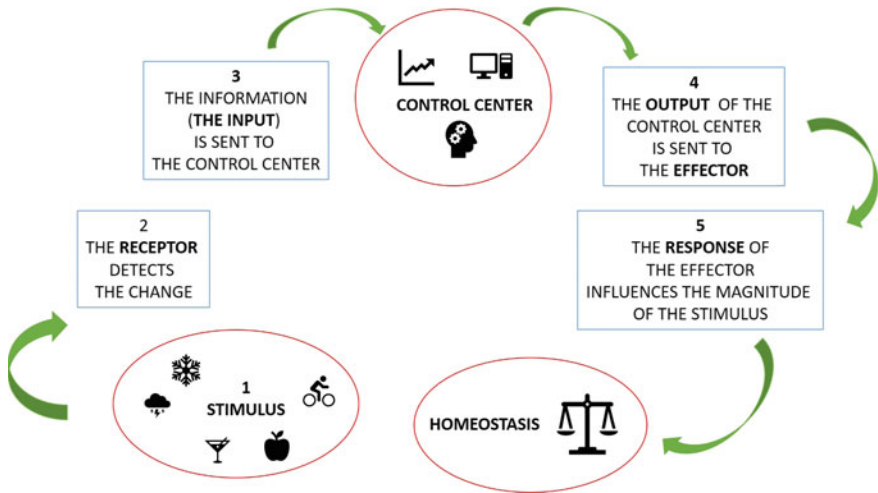 1
STIMULUS
2
THE RECEPTOR
DETECTS
THE CHANGE
3
THE INFORMATION
(THE INPUT)
IS SENT TO
THE CONTROL CENTER
CONTROL CENTER
4
THE OUTPUT OF THE
CONTROL CENTER
IS SENT TO
THE EFFECTOR
5
THE RESPONSE OF
THE EFFECTOR
INFLUENCES THE MAGNITUDE
OF THE STIMULUS
HOMEOSTASIS